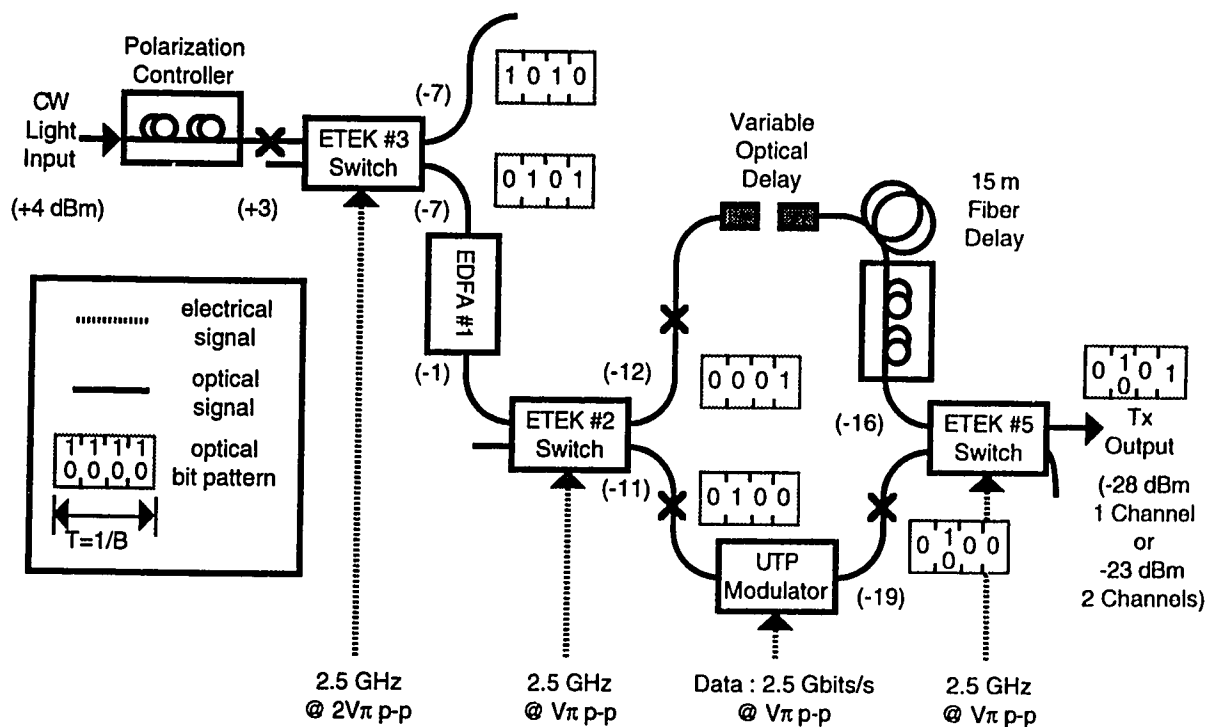 Polarization
Controller
CW
Light
Input
(+4 dBm)
(+3)
ETEK #3
Switch
(-7)
1 0 1 0
0 1 0 1
(-7)
EDFA #1
(-1)
electrical
signal
optical
signal
1 1 1 1
0 0 0 0
optical
bit pattern
T=1/B
ETEK #2
Switch
(-12)
(-11)
0 0 0 1
0 1 0 0
Variable
Optical
Delay
15 m
Fiber
Delay
UTP
Modulator
(-16)
(-19)
ETEK #5
Switch
0 1 0 1
0
0 1 0 0
0
Tx
Output
(-28 dBm
1 Channel
or
-23 dBm
2 Channels)
2.5 GHz
@ 2Vπ p-p
2.5 GHz
@ Vπ p-p
Data : 2.5 Gbits/s
@ Vπ p-p
2.5 GHz
@ Vπ p-p